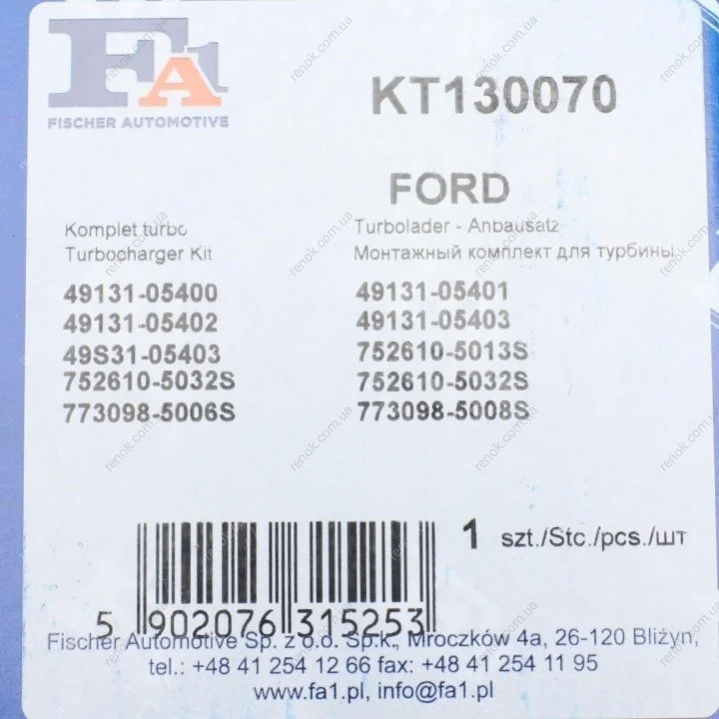 FA1
FISCHER AUTOMOTIVE
KT130070
FORD
Komplet turbo
Turbocharger Kit
Turbolader - Anbausatz
Монтажный комплект для турбины
49131-05400 49131-05401
49131-05402 49131-05403
49S31-05403 752610-5013S
752610-5032S 752610-5032S
773098-5006S 773098-5008S
1 szt./Stc./pcs./шт
5 902076 315253
Fischer Automotive Sp. z o.o. Sp.k., Mroczków 4a, 26-120 Bliżyn,
tel.: +48 41 254 12 66 fax: +48 41 254 11 95
www.fa1.pl, info@fa1.pl
renok.com.ua